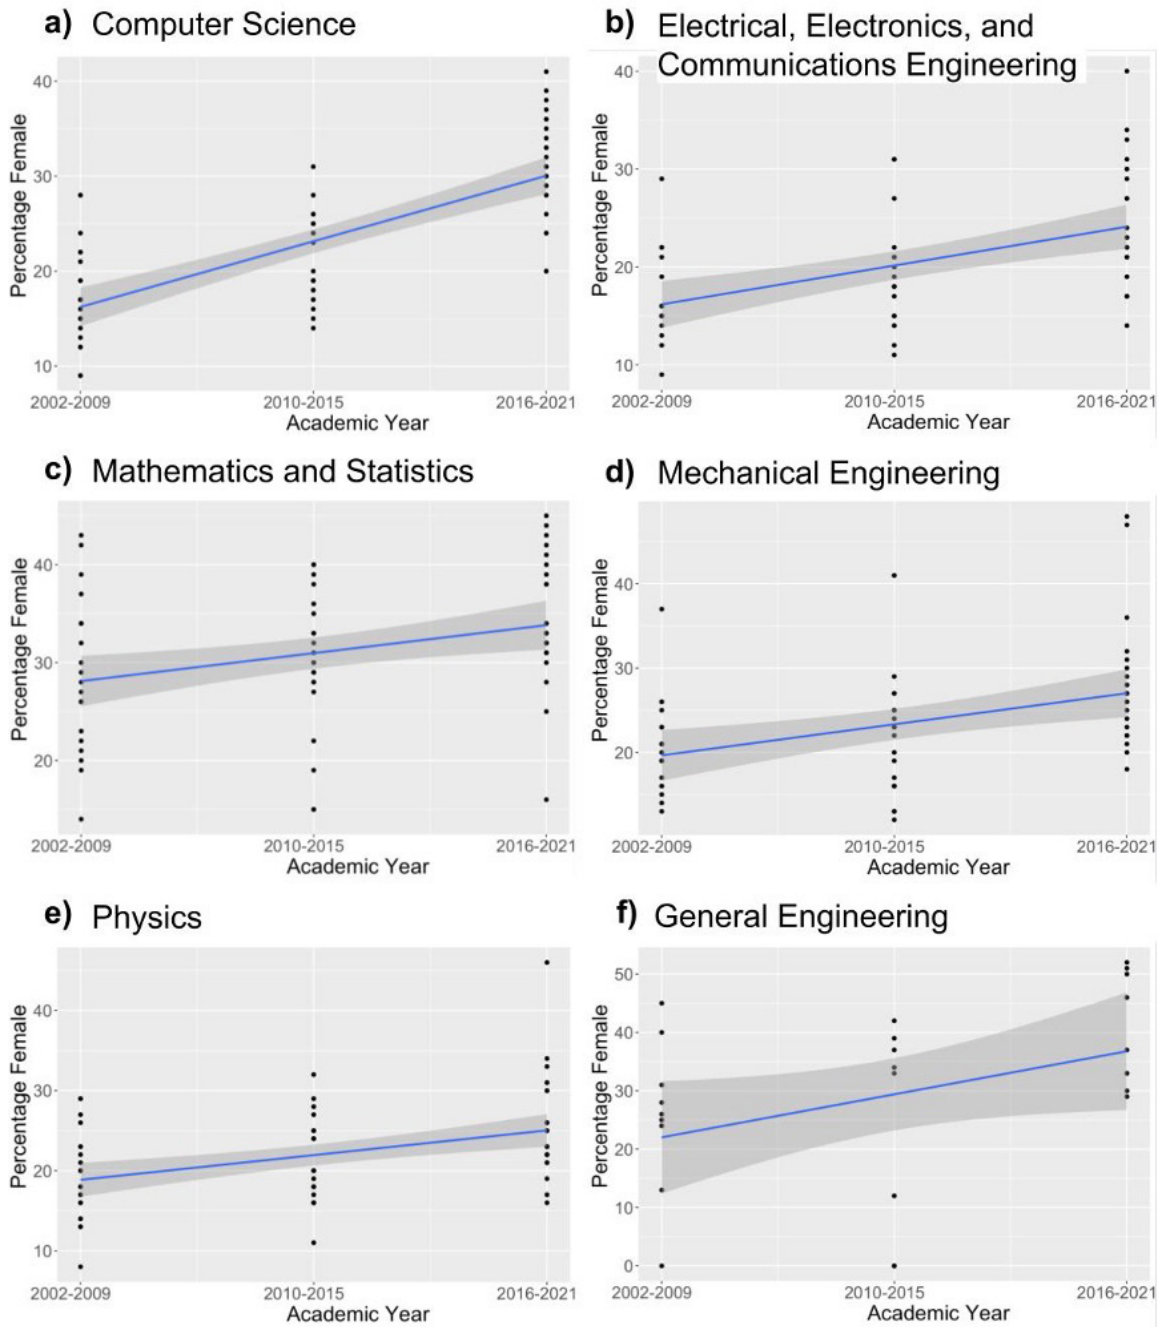 a) Computer Science
40
30
20
10
Percentage Female
2002-2009 2010-2015 2016-2021
Academic Year
b) Electrical, Electronics, and
Communications Engineering
40
30
20
10
Percentage Female
2002-2009 2010-2015 2016-2021
Academic Year
c) Mathematics and Statistics
40
30
20
Percentage Female
2002-2009 2010-2015 2016-2021
Academic Year
d) Mechanical Engineering
40
30
20
Percentage Female
2002-2009 2010-2015 2016-2021
Academic Year
e) Physics
40
30
20
10
Percentage Female
2002-2009 2010-2015 2016-2021
Academic Year
f) General Engineering
50
40
30
20
10
0
Percentage Female
2002-2009 2010-2015 2016-2021
Academic Year